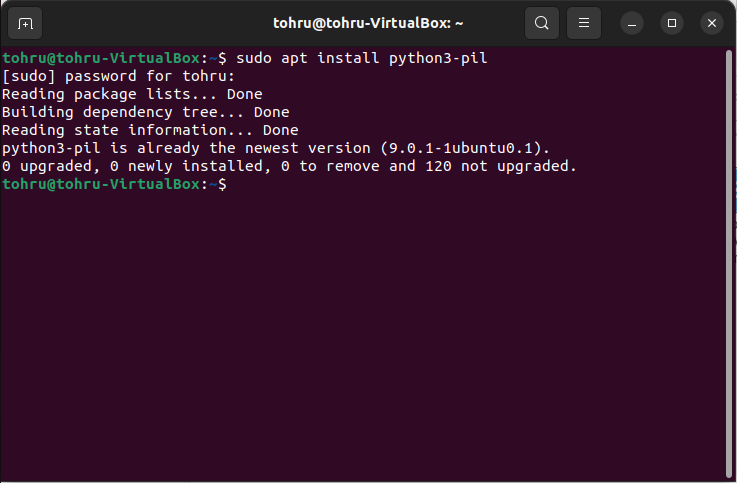 tohru@tohru-VirtualBox: ~
tohru@tohru-VirtualBox:~$ sudo apt install python3-pil
[sudo] password for tohru:
Reading package lists... Done
Building dependency tree... Done
Reading state information... Done
python3-pil is already the newest version (9.0.1-1ubuntu0.1).
0 upgraded, 0 newly installed, 0 to remove and 120 not upgraded.
tohru@tohru-VirtualBox:~$